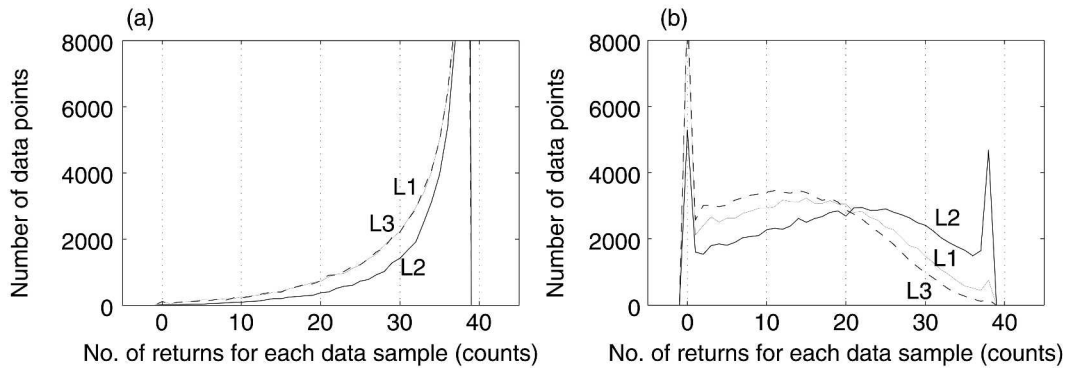 (a)
Number of data points
8000
6000
4000
2000
0
L1
L3
L2
0 10 20 30 40
No. of returns for each data sample (counts)
(b)
Number of data points
8000
6000
4000
2000
0
L2
L1
L3
0 10 20 30 40
No. of returns for each data sample (counts)